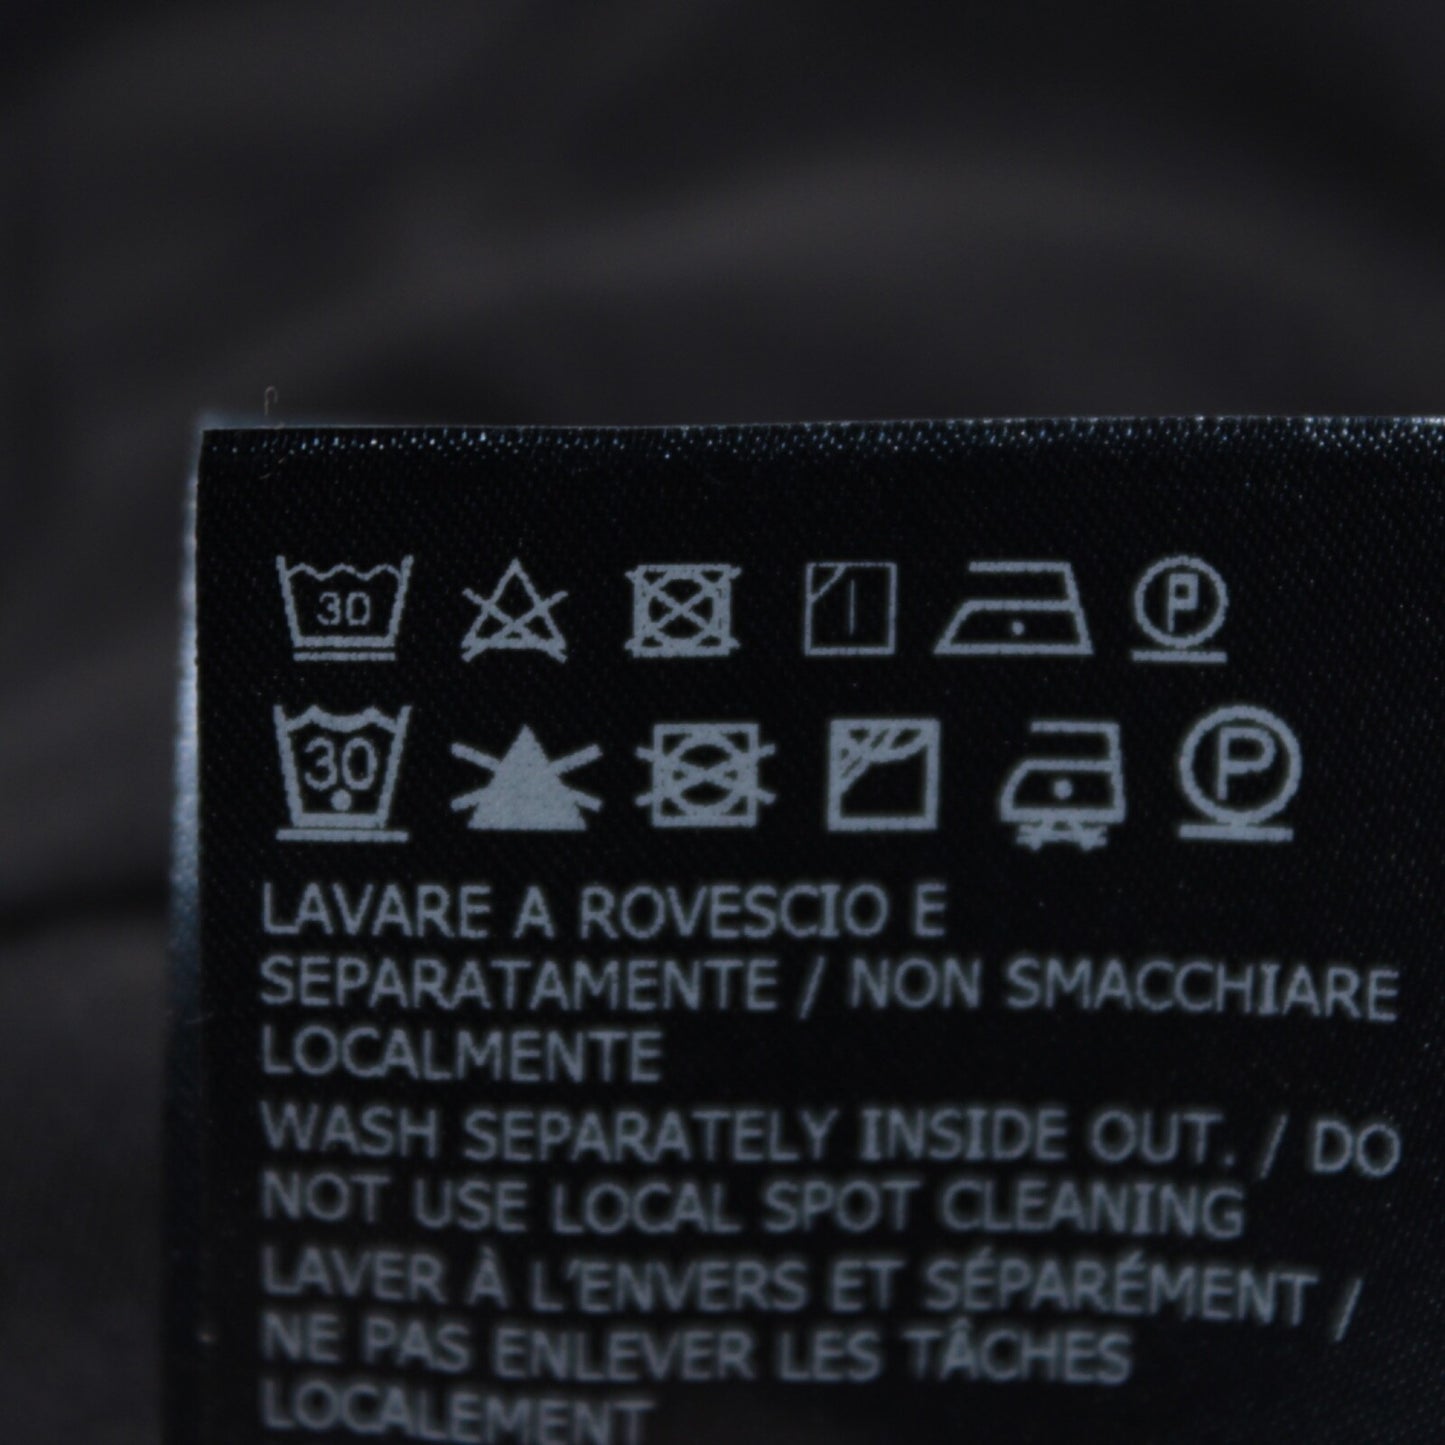 30 P
30 P
LAVARE A ROVESCIO E
SEPARATAMENTE / NON SMACCHIARE
LOCALMENTE
WASH SEPARATELY INSIDE OUT. / DO
NOT USE LOCAL SPOT CLEANING
LAVER À L'ENVERS ET SÉPARÉMENT /
NE PAS ENLEVER LES TÂCHES
LOCALEMENT